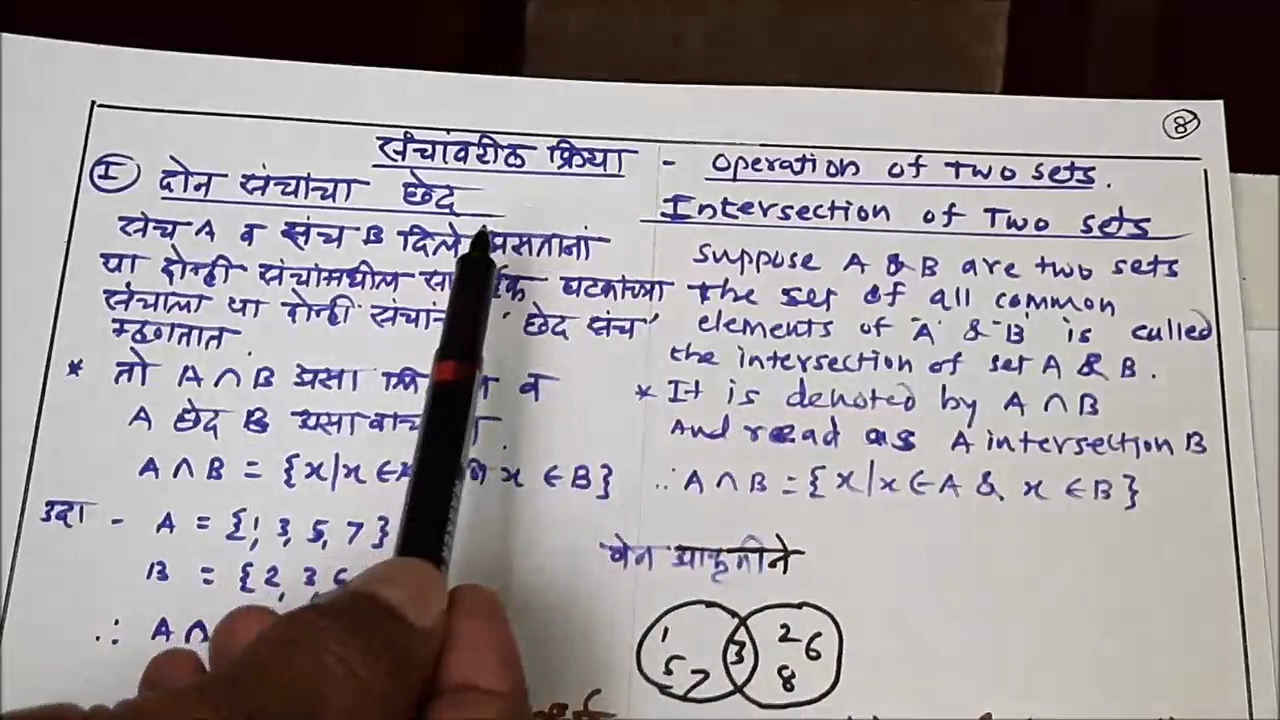 8
संचांवरील क्रिया - Operation of Two sets.
I दोन संचांचा छेद
संच A व संच B दिले असताना
या दोन्ही संचांमधील घटकांच्या
संचाला या दोन्ही 'छेद संच'
म्हणतात.
* तो A ∩ B असा व
A छेद B असा
A ∩ B = {x/x ∈ x ∈ B}
उदा - A = {1, 3, 5, 7}
B = {2, 3, 6
∴ A ∩
Intersection of Two sets
Suppose A & B are two sets
the set of all common
elements of "A" & "B" is called
the intersection of set A & B.
* It is denoted by A ∩ B
And read as A intersection B
∴ A ∩ B = {x/x ∈ A & x ∈ B}
वेन आकृतीने
1 5 7 3 2 6 8